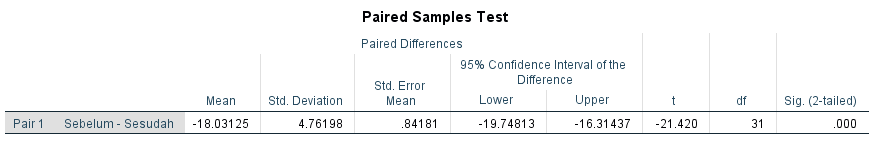 Paired Samples Test
Paired Differences
95% Confidence Interval of the
Difference
Std. Error
Mean
Mean Std. Deviation Lower Upper t df Sig. (2-tailed)
Pair 1 Sebelum - Sesudah -18.03125 4.76198 .84181 -19.74813 -16.31437 -21.420 31 .000